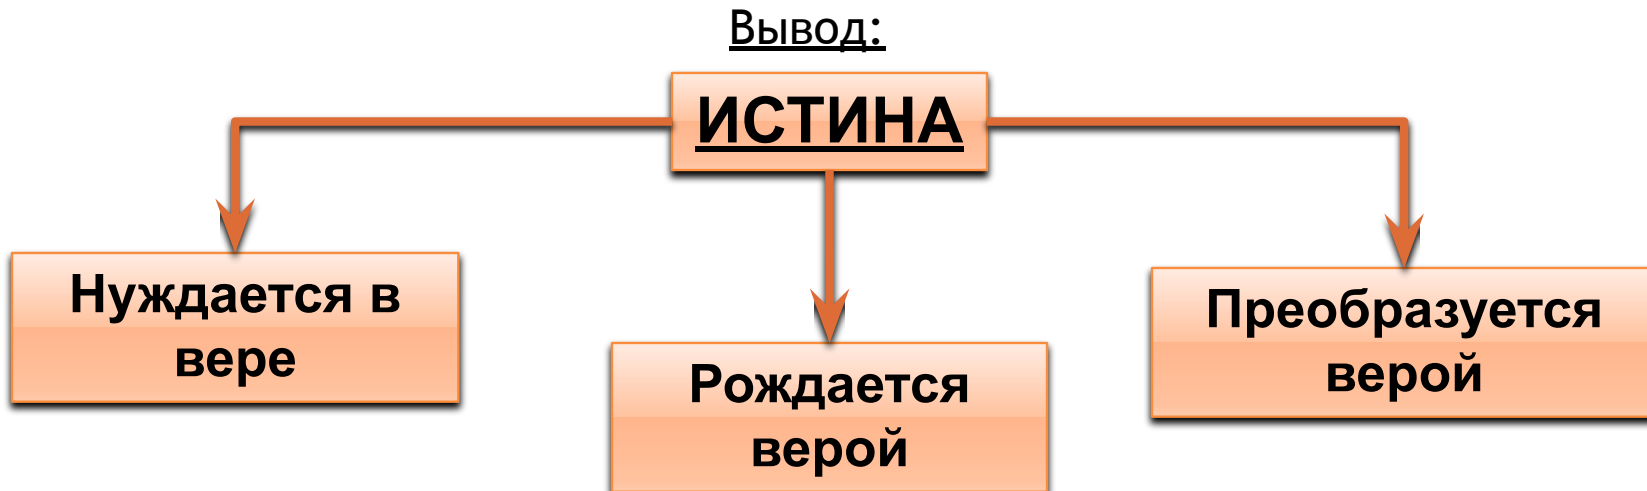 Вывод:
ИСТИНА
Нуждается в
вере
Рождается
верой
Преобразуется
верой